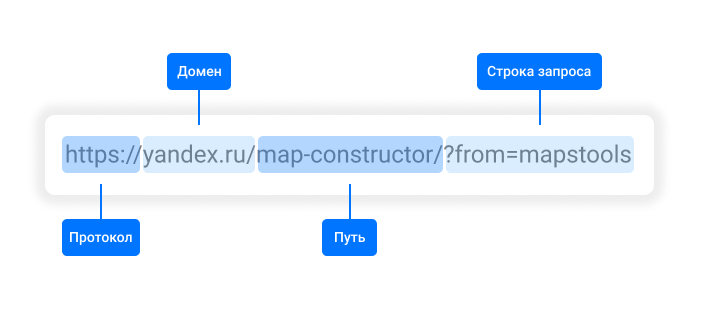 Домен
Строка запроса
https://yandex.ru/map-constructor/?from=mapstools
Протокол
Путь